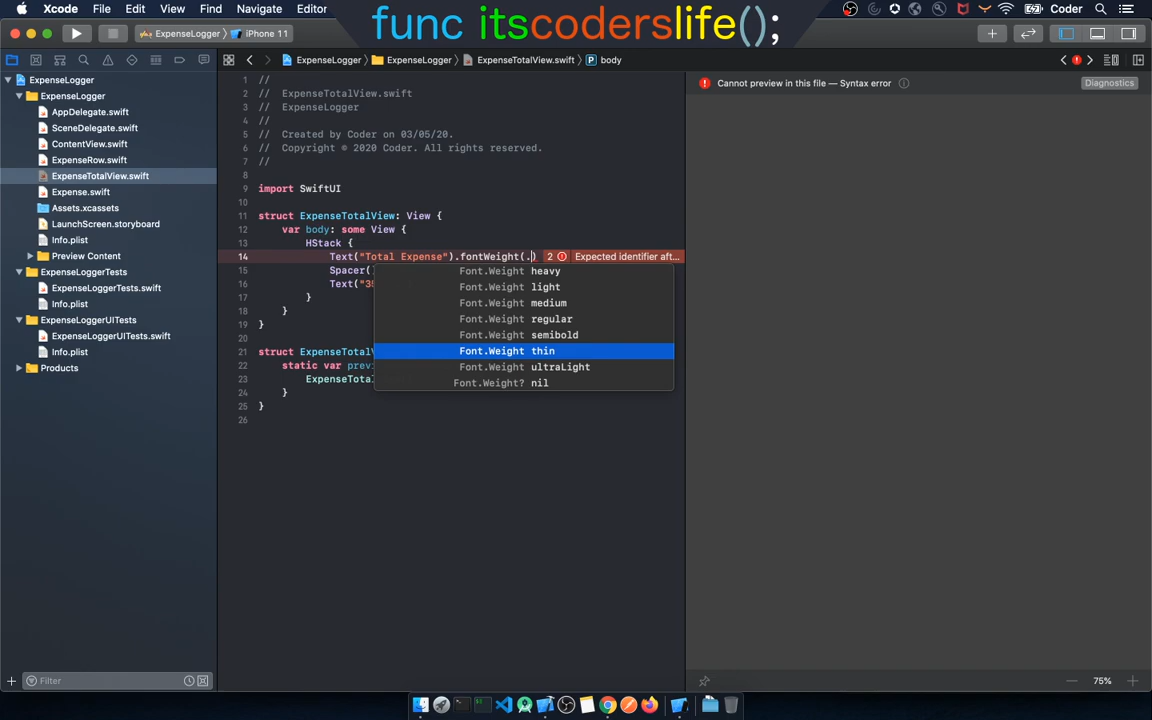 Xcode File Edit View Find Navigate Editor
func itscoderslife();
Coder
ExpenseLogger iPhone 11
ExpenseLogger ExpenseLogger ExpenseTotalView.swift P body
ExpenseLogger
ExpenseLogger
AppDelegate.swift
SceneDelegate.swift
ContentView.swift
ExpenseRow.swift
ExpenseTotalView.swift
Expense.swift
Assets.xcassets
LaunchScreen.storyboard
Info.plist
Preview Content
ExpenseLoggerTests
ExpenseLoggerTests.swift
Info.plist
ExpenseLoggerUITests
ExpenseLoggerUITests.swift
Info.plist
Products
Filter
1 //
2 // ExpenseTotalView.swift
3 // ExpenseLogger
4 //
5 // Created by Coder on 03/05/20.
6 // Copyright © 2020 Coder. All rights reserved.
7 //
8
9 import SwiftUI
10
11 struct ExpenseTotalView: View {
12 var body: some View {
13 HStack {
14 Text("Total Expense").fontWeight(.) 2 Expected identifier aft...
15 Spacer(
16 Text("3
17 }
18 }
19 }
20
21 struct ExpenseTotalV
22 static var previ
23 ExpenseTota
24 }
25 }
26
Font.Weight heavy
Font.Weight light
Font.Weight medium
Font.Weight regular
Font.Weight semibold
Font.Weight thin
Font.Weight ultraLight
Font.Weight? nil
Cannot preview in this file — Syntax error
Diagnostics
75%